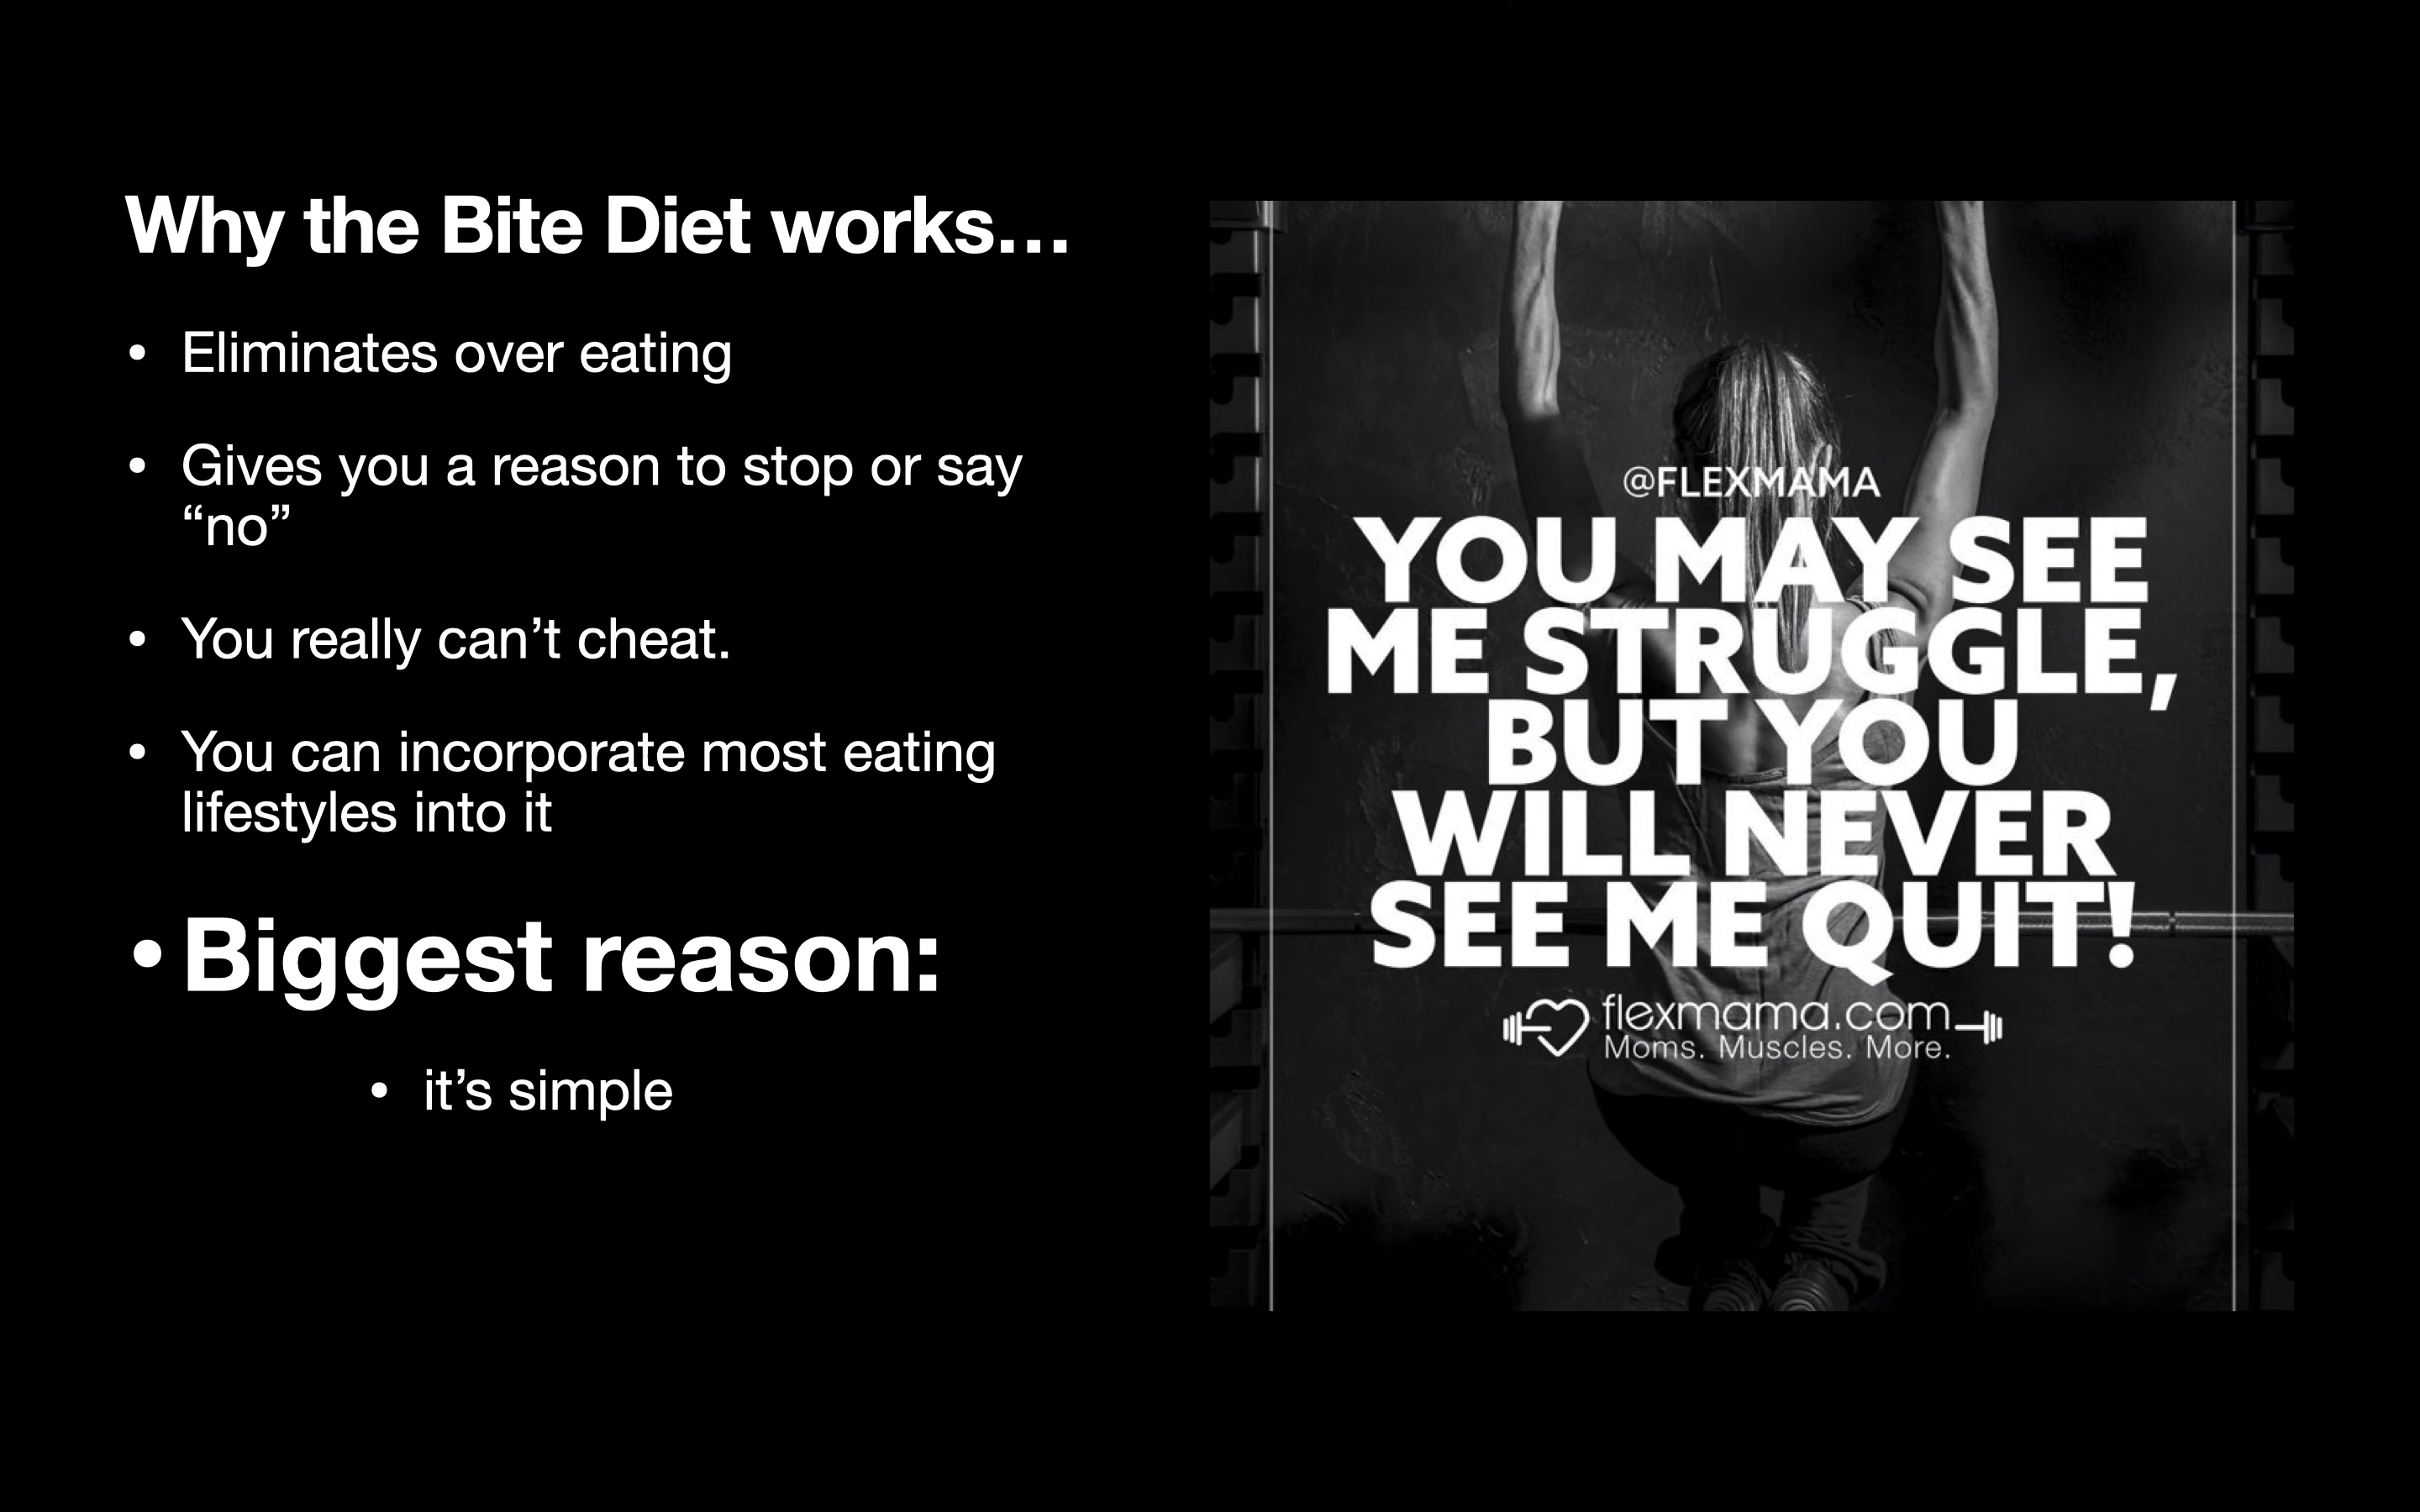 Why the Bite Diet works…
• Eliminates over eating
• Gives you a reason to stop or say
“no”
• You really can’t cheat.
• You can incorporate most eating
lifestyles into it
• Biggest reason:
• it’s simple
@FLEXMAMA
YOU MAY SEE
ME STRUGGLE,
BUT YOU
WILL NEVER
SEE ME QUIT!
flexmama.com
Moms. Muscles. More.